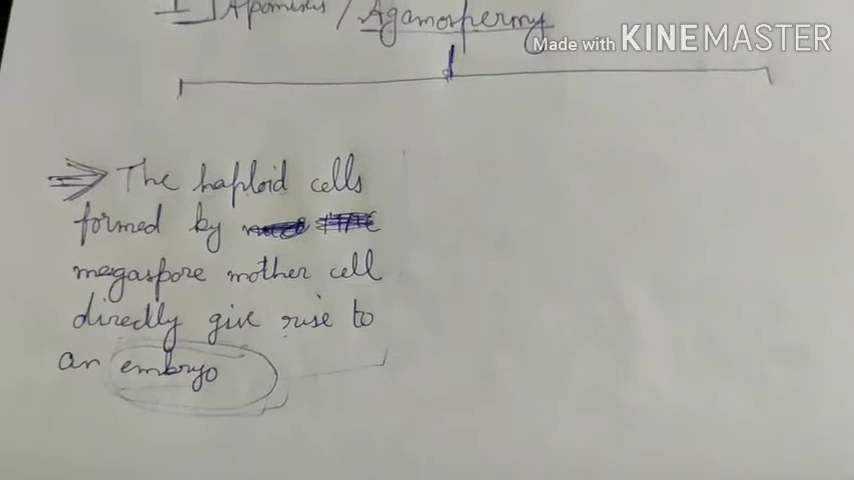 I] Apomixis / Agamospermy
Made with KINEMASTER
⇒ The haploid cells
formed by
megaspore mother cell
directly give rise to
an embryo